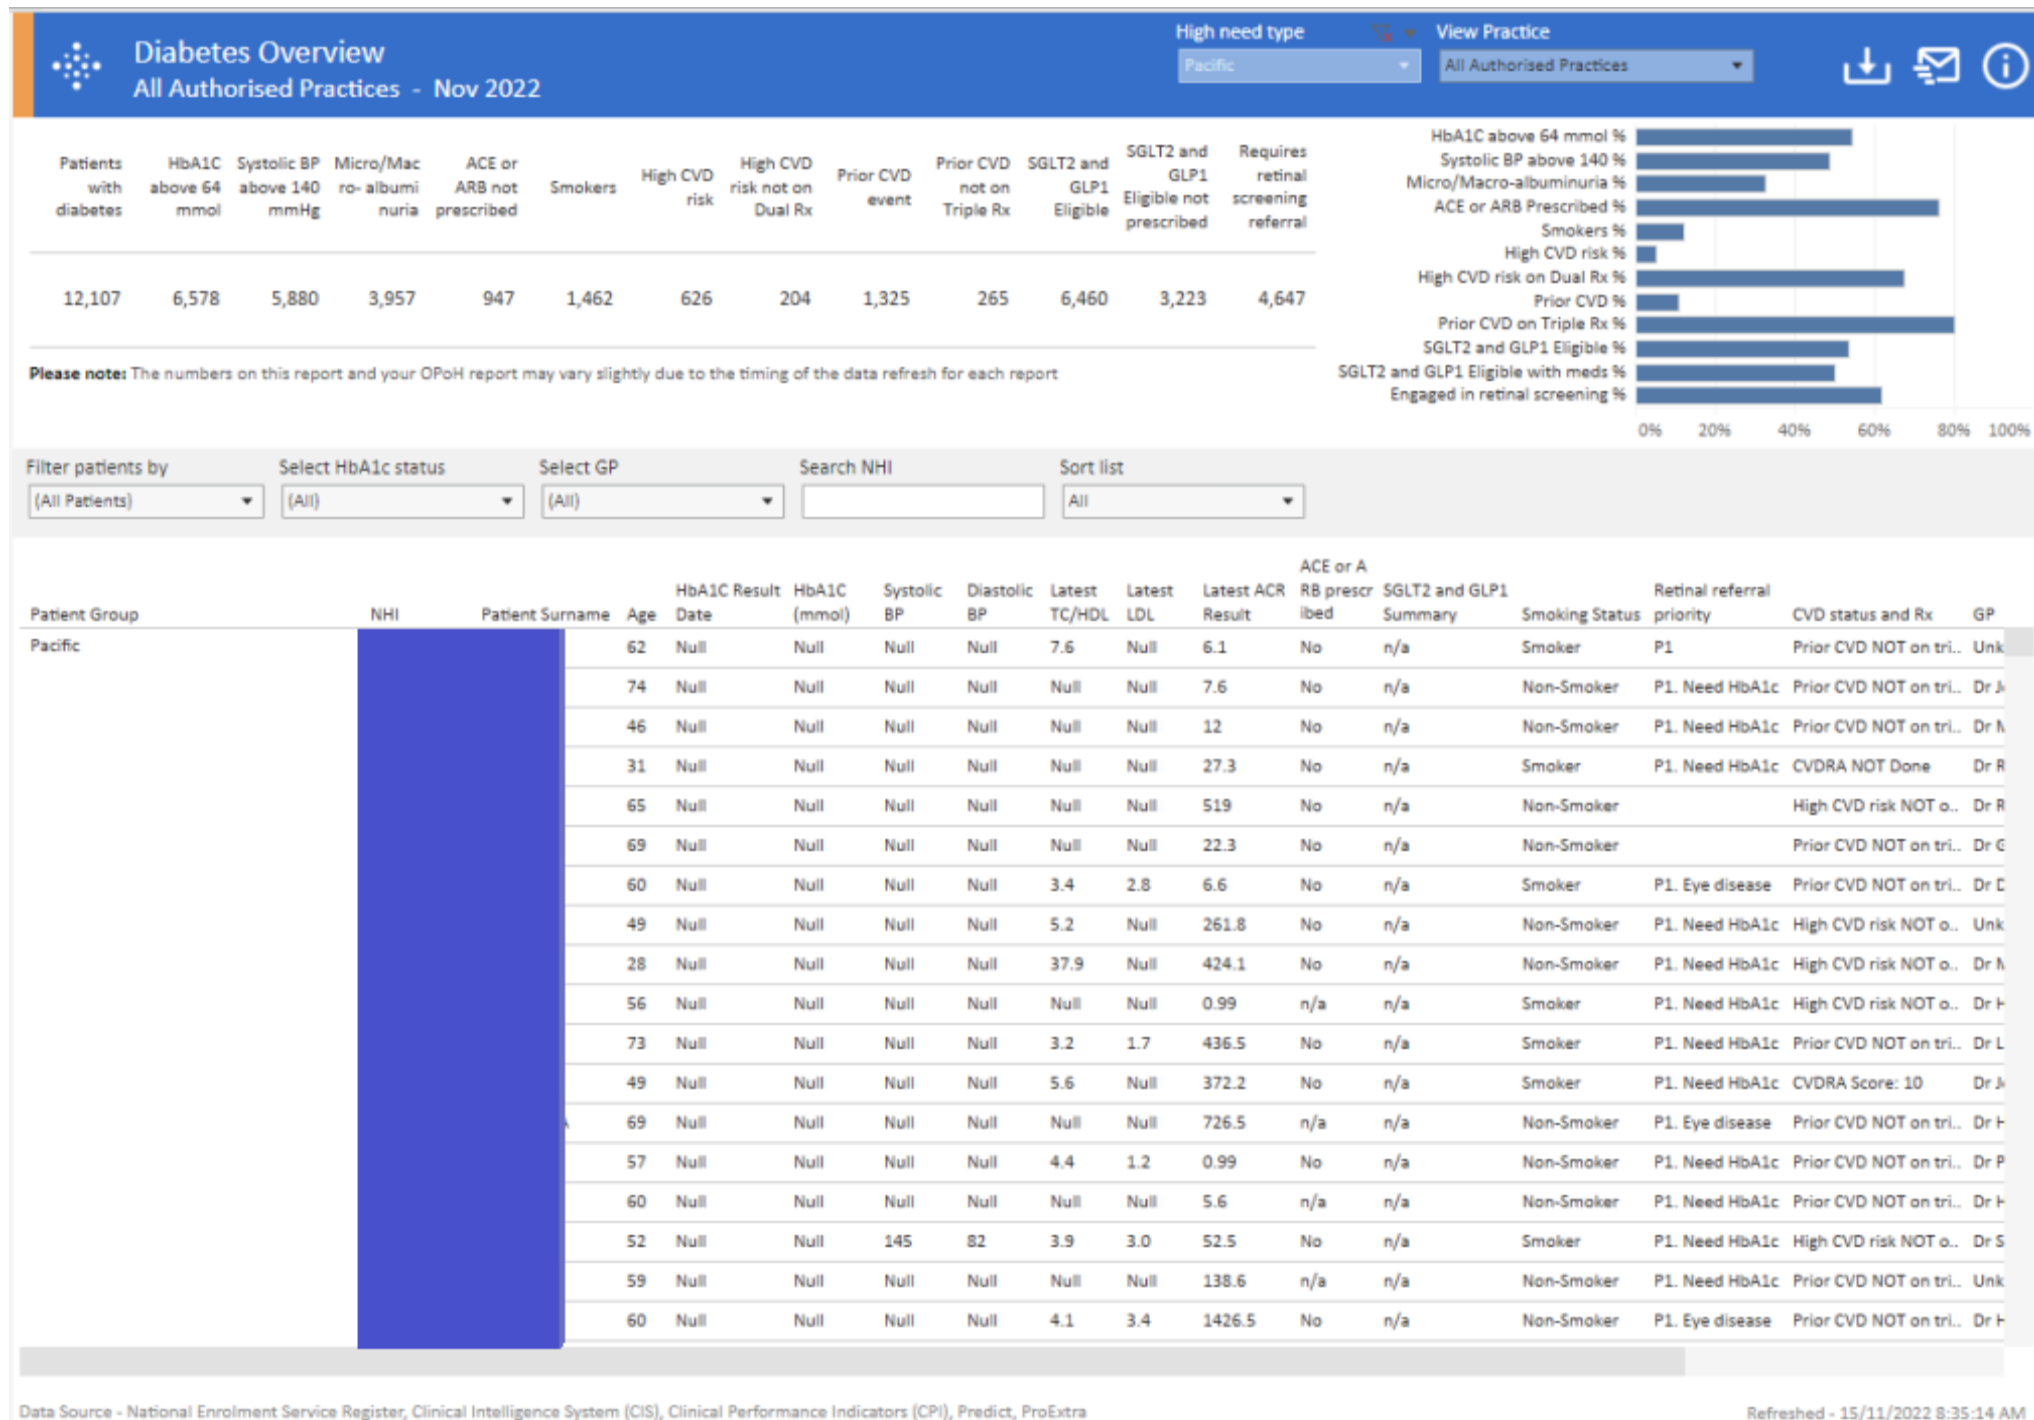 Diabetes Overview
All Authorised Practices - Nov 2022
High need type
Pacific
View Practice
All Authorised Practices
Patients with diabetes
HbA1C above 64 mmol
Systolic BP above 140 mmHg
Micro/Mac ro- albumi nuria
ACE or ARB not prescribed
Smokers
High CVD risk
High CVD risk not on Dual Rx
Prior CVD event
Prior CVD not on Triple Rx
SGLT2 and GLP1 Eligible
SGLT2 and GLP1 Eligible not prescribed
Requires retinal screening referral
12,107 6,578 5,880 3,957 947 1,462 626 204 1,325 265 6,460 3,223 4,647
Please note: The numbers on this report and your OPoH report may vary slightly due to the timing of the data refresh for each report
HbA1C above 64 mmol %
Systolic BP above 140 %
Micro/Macro-albuminuria %
ACE or ARB Prescribed %
Smokers %
High CVD risk %
High CVD risk on Dual Rx %
Prior CVD %
Prior CVD on Triple Rx %
SGLT2 and GLP1 Eligible %
SGLT2 and GLP1 Eligible with meds %
Engaged in retinal screening %
0% 20% 40% 60% 80% 100%
Filter patients by Select HbA1c status Select GP Search NHI Sort list
(All Patients) (All) (All) All
Patient Group NHI Patient Surname Age HbA1C Result Date HbA1C (mmol) Systolic BP Diastolic BP Latest TC/HDL Latest LDL Latest ACR Result ACE or A RB prescr ibed SGLT2 and GLP1 Summary Smoking Status Retinal referral priority CVD status and Rx GP
Pacific 62 Null Null Null Null 7.6 Null 6.1 No n/a Smoker P1 Prior CVD NOT on tri.. Unk
74 Null Null Null Null Null Null 7.6 No n/a Non-Smoker P1. Need HbA1c Prior CVD NOT on tri.. Dr
46 Null Null Null Null Null Null 12 No n/a Non-Smoker P1. Need HbA1c Prior CVD NOT on tri.. Dr
31 Null Null Null Null Null Null 27.3 No n/a Smoker P1. Need HbA1c CVDRA NOT Done Dr R
65 Null Null Null Null Null Null 519 No n/a Non-Smoker High CVD risk NOT o.. Dr R
69 Null Null Null Null Null Null 22.3 No n/a Non-Smoker Prior CVD NOT on tri.. Dr
60 Null Null Null Null 3.4 2.8 6.6 No n/a Smoker P1. Eye disease Prior CVD NOT on tri.. Dr
49 Null Null Null Null 5.2 Null 261.8 No n/a Non-Smoker P1. Need HbA1c High CVD risk NOT o.. Unk
28 Null Null Null Null 37.9 Null 424.1 No n/a Non-Smoker P1. Need HbA1c High CVD risk NOT o.. Dr
56 Null Null Null Null Null Null 0.99 n/a n/a Smoker P1. Need HbA1c High CVD risk NOT o.. Dr
73 Null Null Null Null 3.2 1.7 436.5 No n/a Smoker P1. Need HbA1c Prior CVD NOT on tri.. Dr L
49 Null Null Null Null 5.6 Null 372.2 No n/a Smoker P1. Need HbA1c CVDRA Score: 10 Dr
69 Null Null Null Null Null Null 726.5 n/a n/a Non-Smoker P1. Eye disease Prior CVD NOT on tri.. Dr
57 Null Null Null Null 4.4 1.2 0.99 No n/a Non-Smoker P1. Need HbA1c Prior CVD NOT on tri.. Dr P
60 Null Null Null Null Null Null 5.6 n/a n/a Non-Smoker P1. Need HbA1c Prior CVD NOT on tri.. Dr
52 Null Null 145 82 3.9 3.0 52.5 No n/a Smoker P1. Need HbA1c High CVD risk NOT o.. Dr S
59 Null Null Null Null Null Null 138.6 n/a n/a Non-Smoker P1. Need HbA1c Prior CVD NOT on tri.. Unk
60 Null Null Null Null 4.1 3.4 1426.5 No n/a Non-Smoker P1. Eye disease Prior CVD NOT on tri.. Dr
Data Source - National Enrolment Service Register, Clinical Intelligence System (CIS), Clinical Performance Indicators (CPI), Predict, ProExtra
Refreshed - 15/11/2022 8:35:14 AM